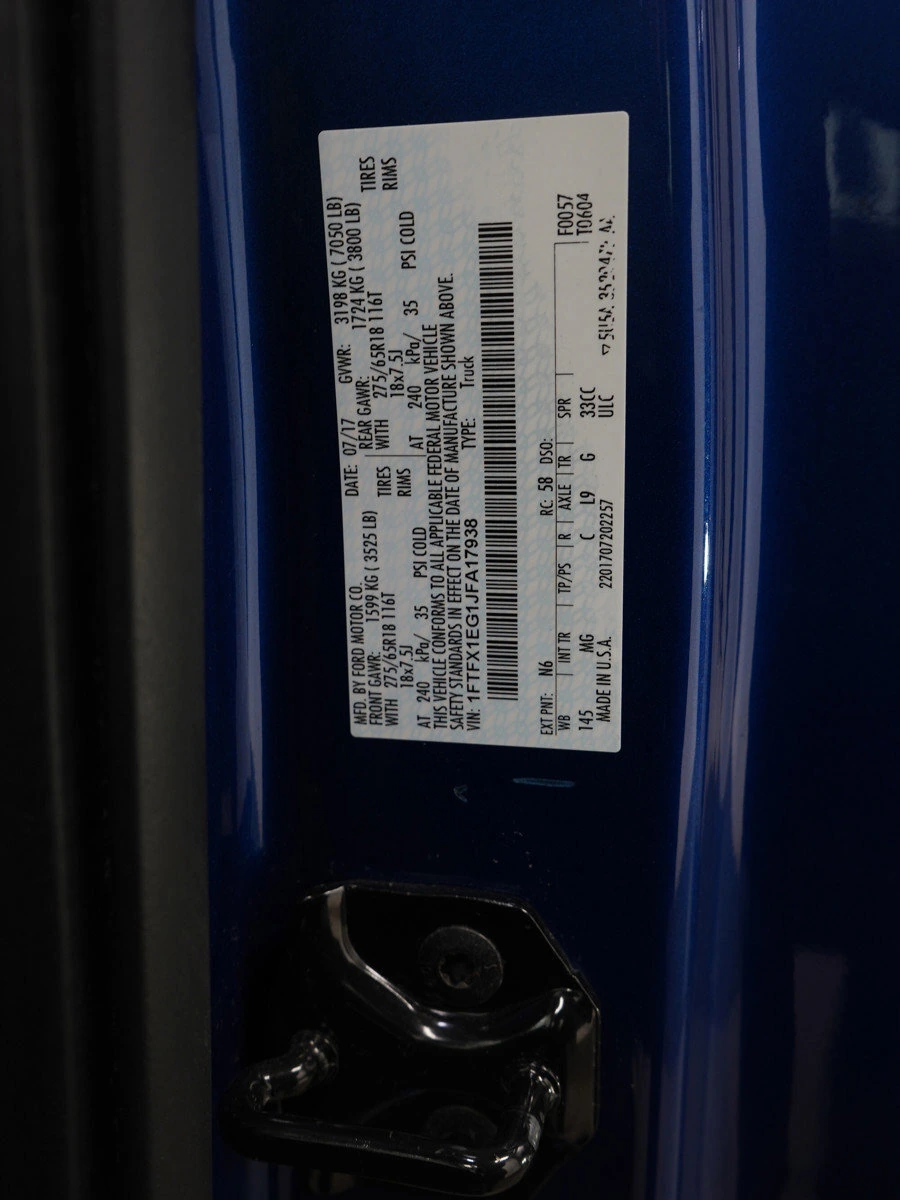 MFD. BY FORD MOTOR CO. DATE: 07/17 GVWR: 3198 KG ( 7050 LB)
FRONT GAWR: 1599 KG ( 3525 LB) REAR GAWR: 1724 KG ( 3800 LB)
WITH 275/65R18 116T TIRES WITH 275/65R18 116T TIRES
18x7.5J RIMS 18x7.5J RIMS
AT 240 kPa/ 35 PSI COLD AT 240 kPa/ 35 PSI COLD
THIS VEHICLE CONFORMS TO ALL APPLICABLE FEDERAL MOTOR VEHICLE
SAFETY STANDARDS IN EFFECT ON THE DATE OF MANUFACTURE SHOWN ABOVE.
VIN: 1FTFX1EG1JFA17938 TYPE: Truck
EXT PNT: N6 RC: 58 DSO: F0057
WB INT TR TP/PS R AXLE TR SPR T0604
145 MG C L9 G 33CC
MADE IN U.S.A. 2201707202257 ULC